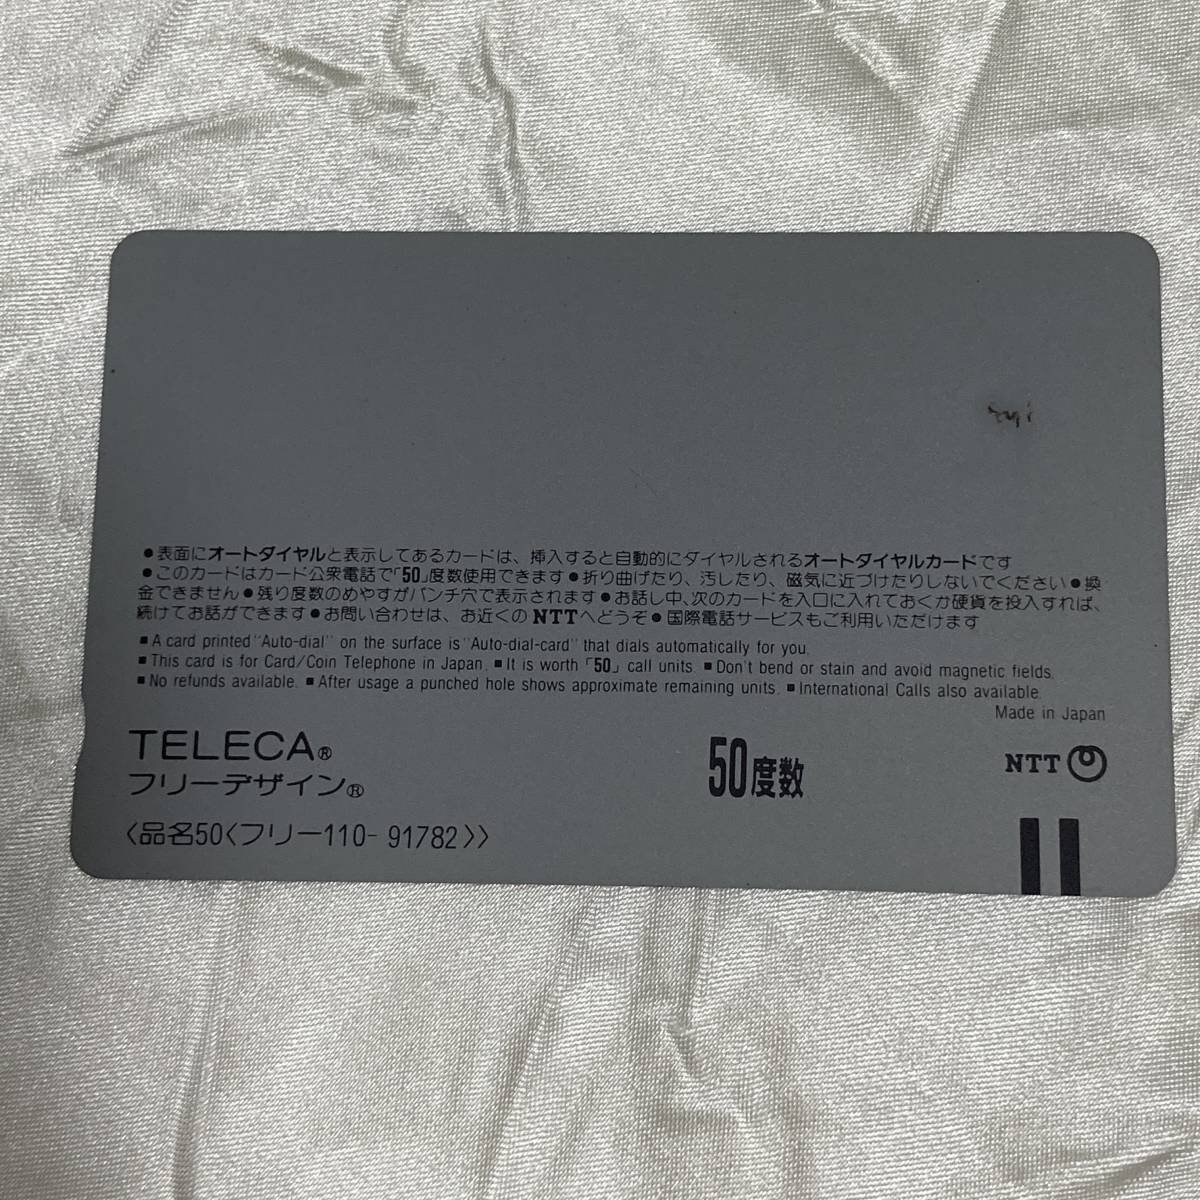 ●表面にオートダイヤルと表示してあるカードは、挿入すると自動的にダイヤルされるオートダイヤルカードです
●このカードはカード公衆電話で「50」度数使用できます●折り曲げたり、汚したり、磁気に近づけたりしないでください●換
金できません●残り度数のめやすがパンチ穴で表示されます●お話し中、次のカードを入口に入れておくか硬貨を投入すれば、
続けてお話ができます●お問い合わせは、お近くのNTTへどうぞ●国際電話サービスもご利用いただけます
■A card printed "Auto-dial" on the surface is "Auto-dial-card" that dials automatically for you.
■This card is for Card/Coin Telephone in Japan. ■It is worth「50」call units. ■Don't bend or stain and avoid magnetic fields.
■No refunds available. ■After usage a punched hole shows approximate remaining units. ■International Calls also available.
Made in Japan
TELECA®
フリーデザイン®
50度数
NTT
〈品名50〈フリー110-91782〉〉